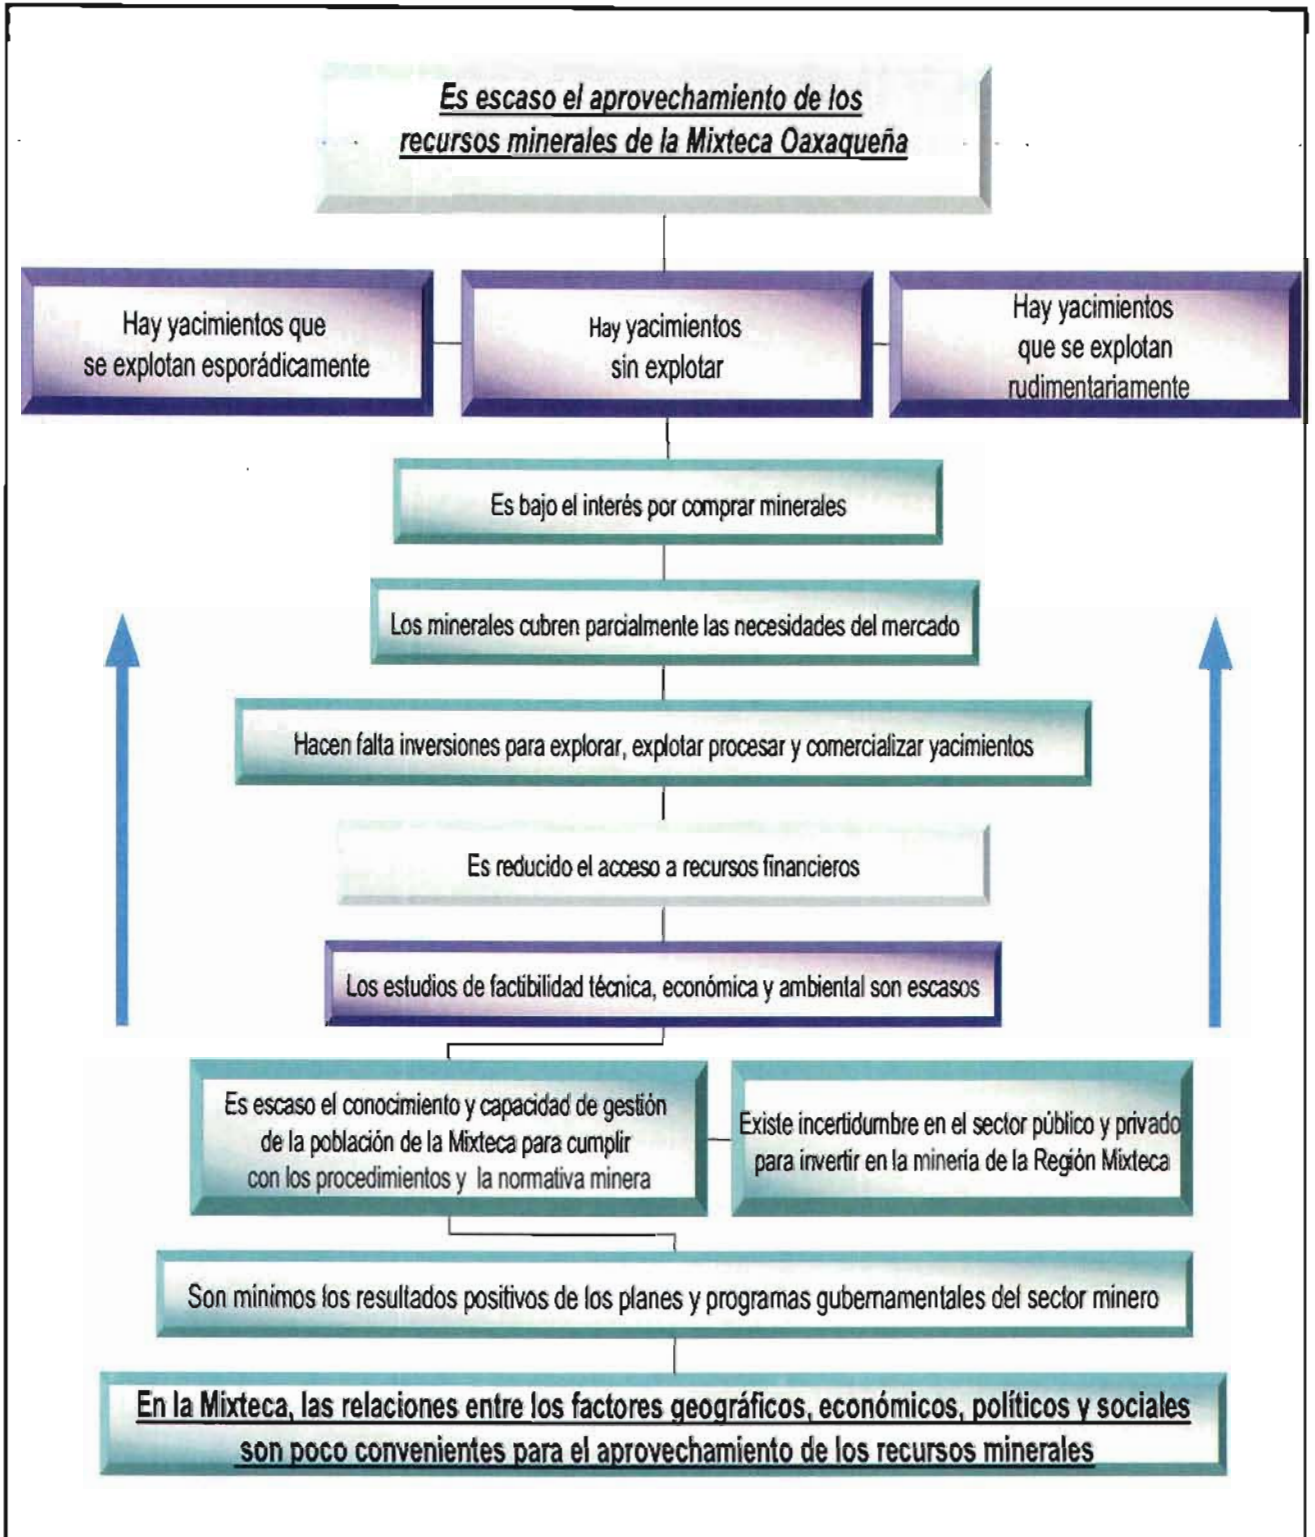 Es escaso el aprovechamiento de los
recursos minerales de la Mixteca Oaxaqueña
Hay yacimientos que
se explotan esporádicamente
Hay yacimientos
sin explotar
Hay yacimientos
que se explotan
rudimentariamente
Es bajo el interés por comprar minerales
Los minerales cubren parcialmente las necesidades del mercado
Hacen falta inversiones para explorar, explotar procesar y comercializar yacimientos
Es reducido el acceso a recursos financieros
Los estudios de factibilidad técnica, económica y ambiental son escasos
Es escaso el conocimiento y capacidad de gestión
de la población de la Mixteca para cumplir
con los procedimientos y la normativa minera
Existe incertidumbre en el sector público y privado
para invertir en la minería de la Región Mixteca
Son mínimos los resultados positivos de los planes y programas gubernamentales del sector minero
En la Mixteca, las relaciones entre los factores geográficos, económicos, políticos y sociales
son poco convenientes para el aprovechamiento de los recursos minerales